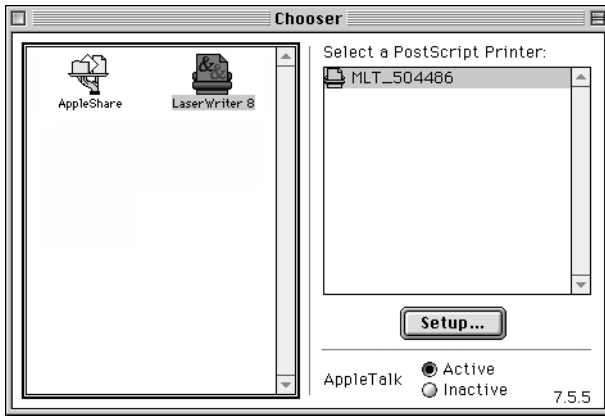 Chooser
AppleShare
LaserWriter 8
Select a PostScript Printer:
MLT_504486
Setup...
AppleTalk
Active
Inactive
7.5.5